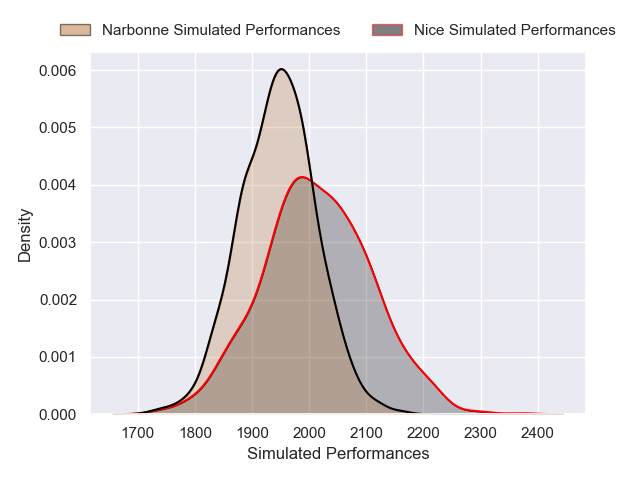 Narbonne Simulated Performances Nice Simulated Performances
0.006
0.005
0.004
0.003
0.002
0.001
0.000
Density
1700 1800 1900 2000 2100 2200 2300 2400
Simulated Performances